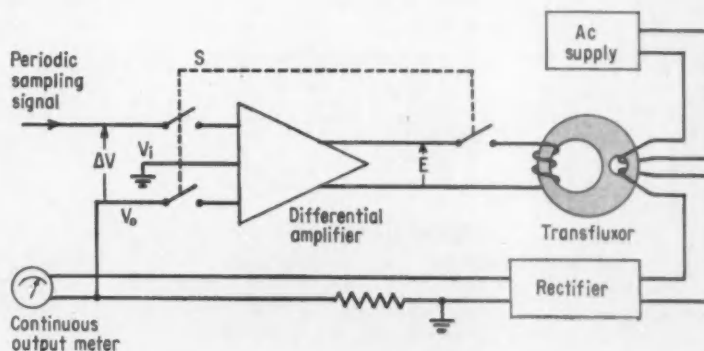 Periodic
sampling
signal
S
Ac
supply
ΔV
Vi
E
Vo
Differential
amplifier
Transfluxor
Rectifier
Continuous
output meter